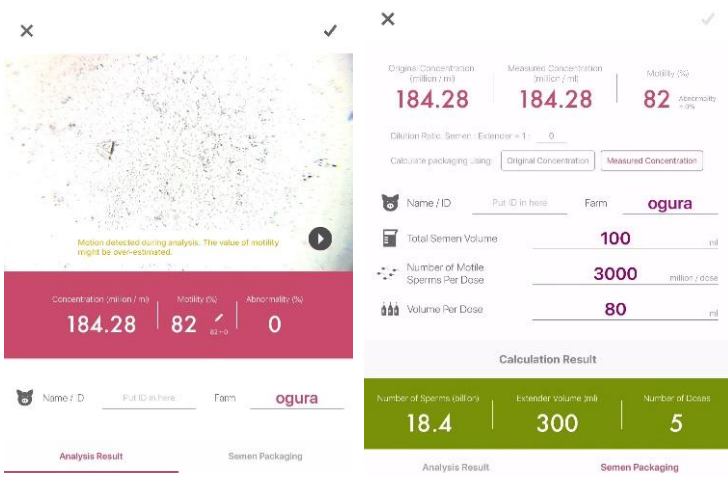 Motion detected during analysis. The value of motility
might be over-estimated.
Concentration (million / ml)
Motility (%)
Abnormality (%)
184.28
82
82+0
0
Name / ID
Put ID in here
Farm
ogura
Analysis Result
Semen Packaging
Original Concentration
(million / ml)
Measured Concentration
(million / ml)
Motility (%)
184.28
184.28
82
Abnormality
= 0%
Dilution Ratio: Semen : Extender = 1 : 0
Calculate packaging using:
Original Concentration
Measured Concentration
Name / ID
Put ID in here
Farm
ogura
Total Semen Volume
100
ml
Number of Motile
Sperms Per Dose
3000
million / dose
Volume Per Dose
80
ml
Calculation Result
Number of Sperms (billion)
Extender Volume (ml)
Number of Doses
18.4
300
5
Analysis Result
Semen Packaging